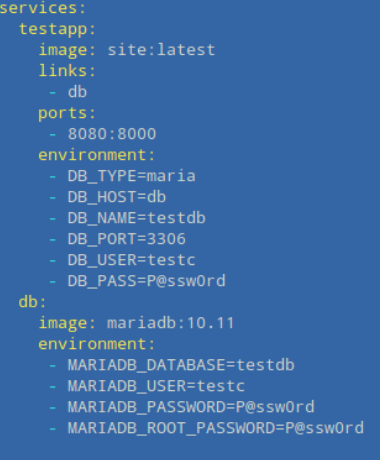 services:
  testapp:
    image: site:latest
    links:
     - db
    ports:
     - 8080:8000
    environment:
     - DB_TYPE=maria
     - DB_HOST=db
     - DB_NAME=testdb
     - DB_PORT=3306
     - DB_USER=testc
     - DB_PASS=P@ssw0rd
  db:
    image: mariadb:10.11
    environment:
     - MARIADB_DATABASE=testdb
     - MARIADB_USER=testc
     - MARIADB_PASSWORD=P@ssw0rd
     - MARIADB_ROOT_PASSWORD=P@ssw0rd